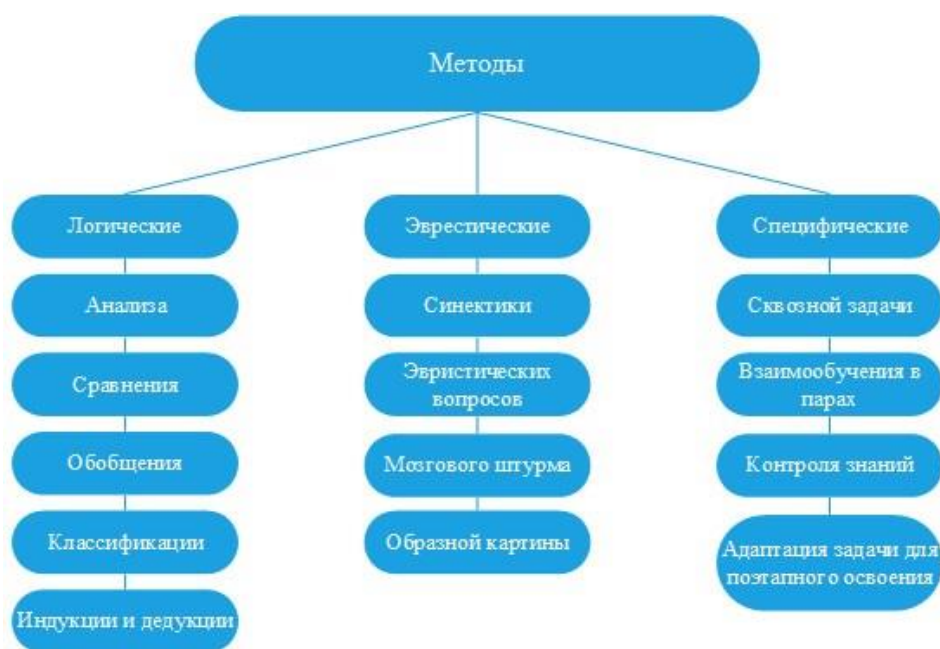 Методы
Логические
Анализа
Сравнения
Обобщения
Классификации
Индукции и дедукции
Эврестические
Синектики
Эвристических
вопросов
Мозгового штурма
Образной картины
Специфические
Сквозной задачи
Взаимообучения в
парах
Контроля знаний
Адаптация задачи для
поэтапного освоения